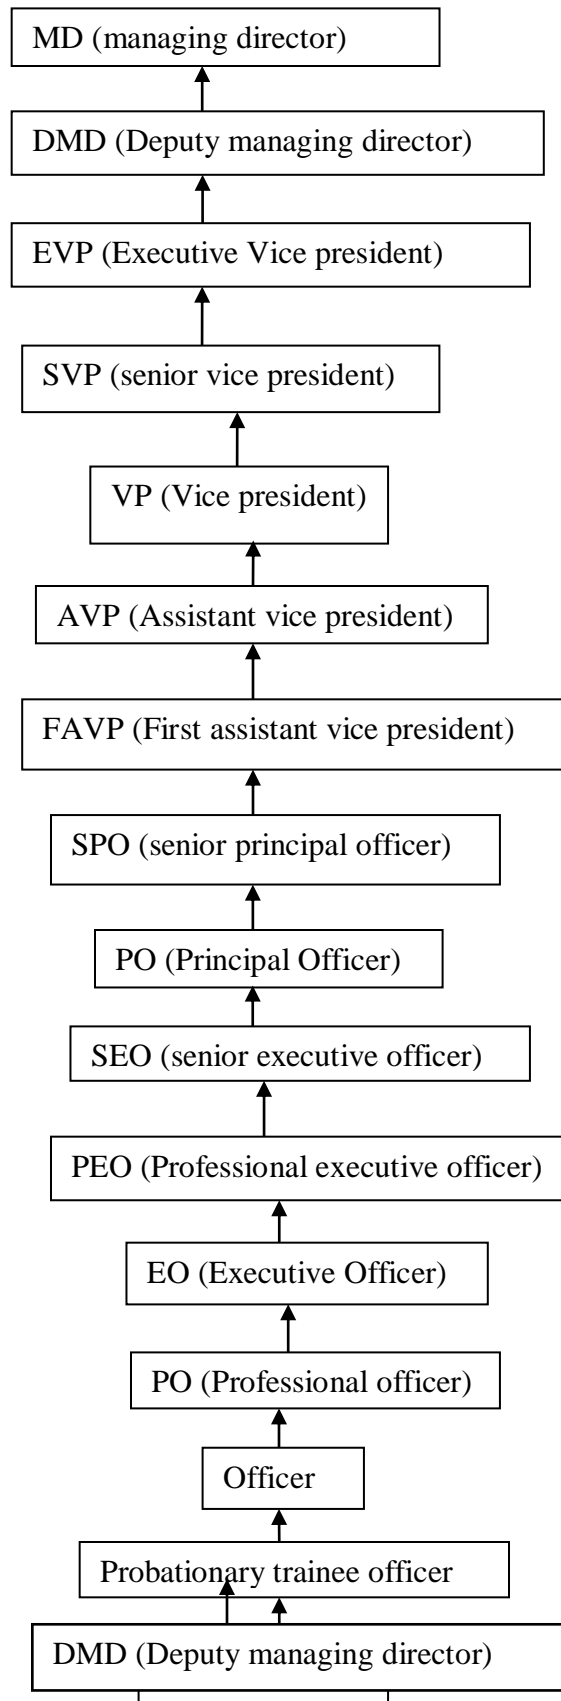 MD (managing director)
DMD (Deputy managing director)
EVP (Executive Vice president)
SVP (senior vice president)
VP (Vice president)
AVP (Assistant vice president)
FAVP (First assistant vice president)
SPO (senior principal officer)
PO (Principal Officer)
SEO (senior executive officer)
PEO (Professional executive officer)
EO (Executive Officer)
PO (Professional officer)
Officer
Probationary trainee officer
DMD (Deputy managing director)